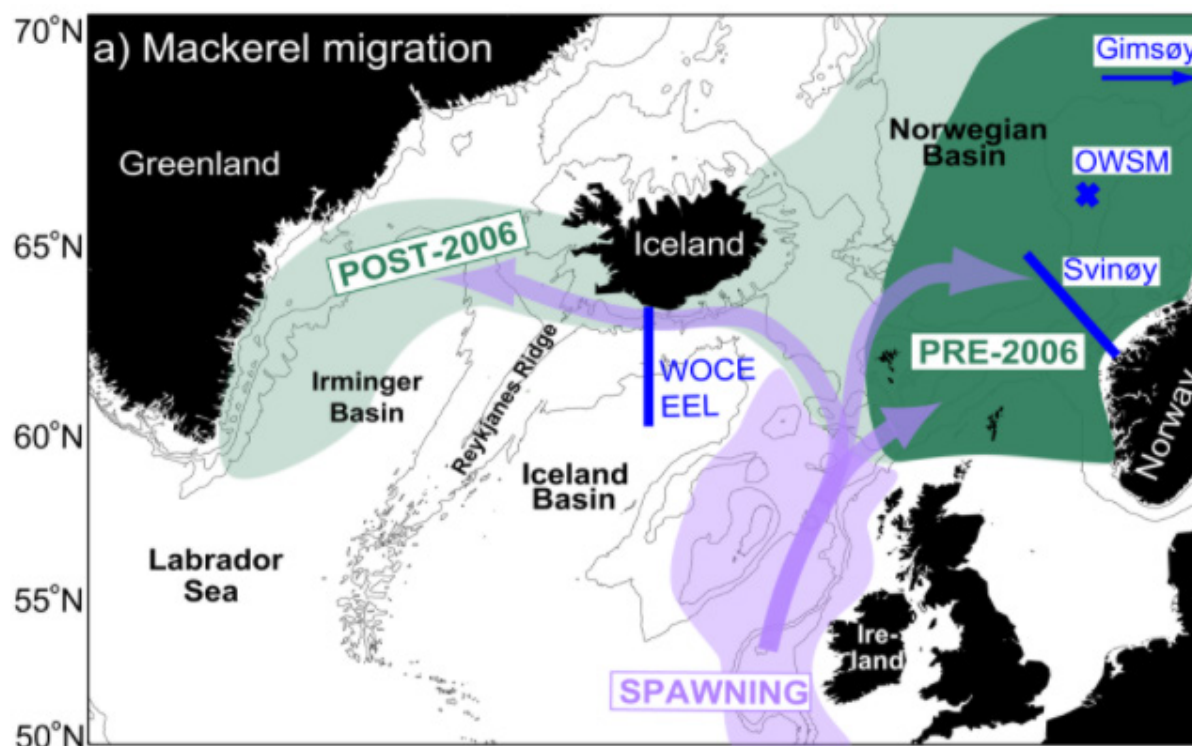 70°N
a) Mackerel migration
Gimsøy
Greenland
Norwegian
Basin
OWSM
65°N
POST-2006
Iceland
Svinøy
PRE-2006
WOCE
EEL
Irminger
Basin
Reykjanes Ridge
60°N
Norway
Iceland
Basin
Labrador
Sea
55°N
Ire-
land
SPAWNING
50°N